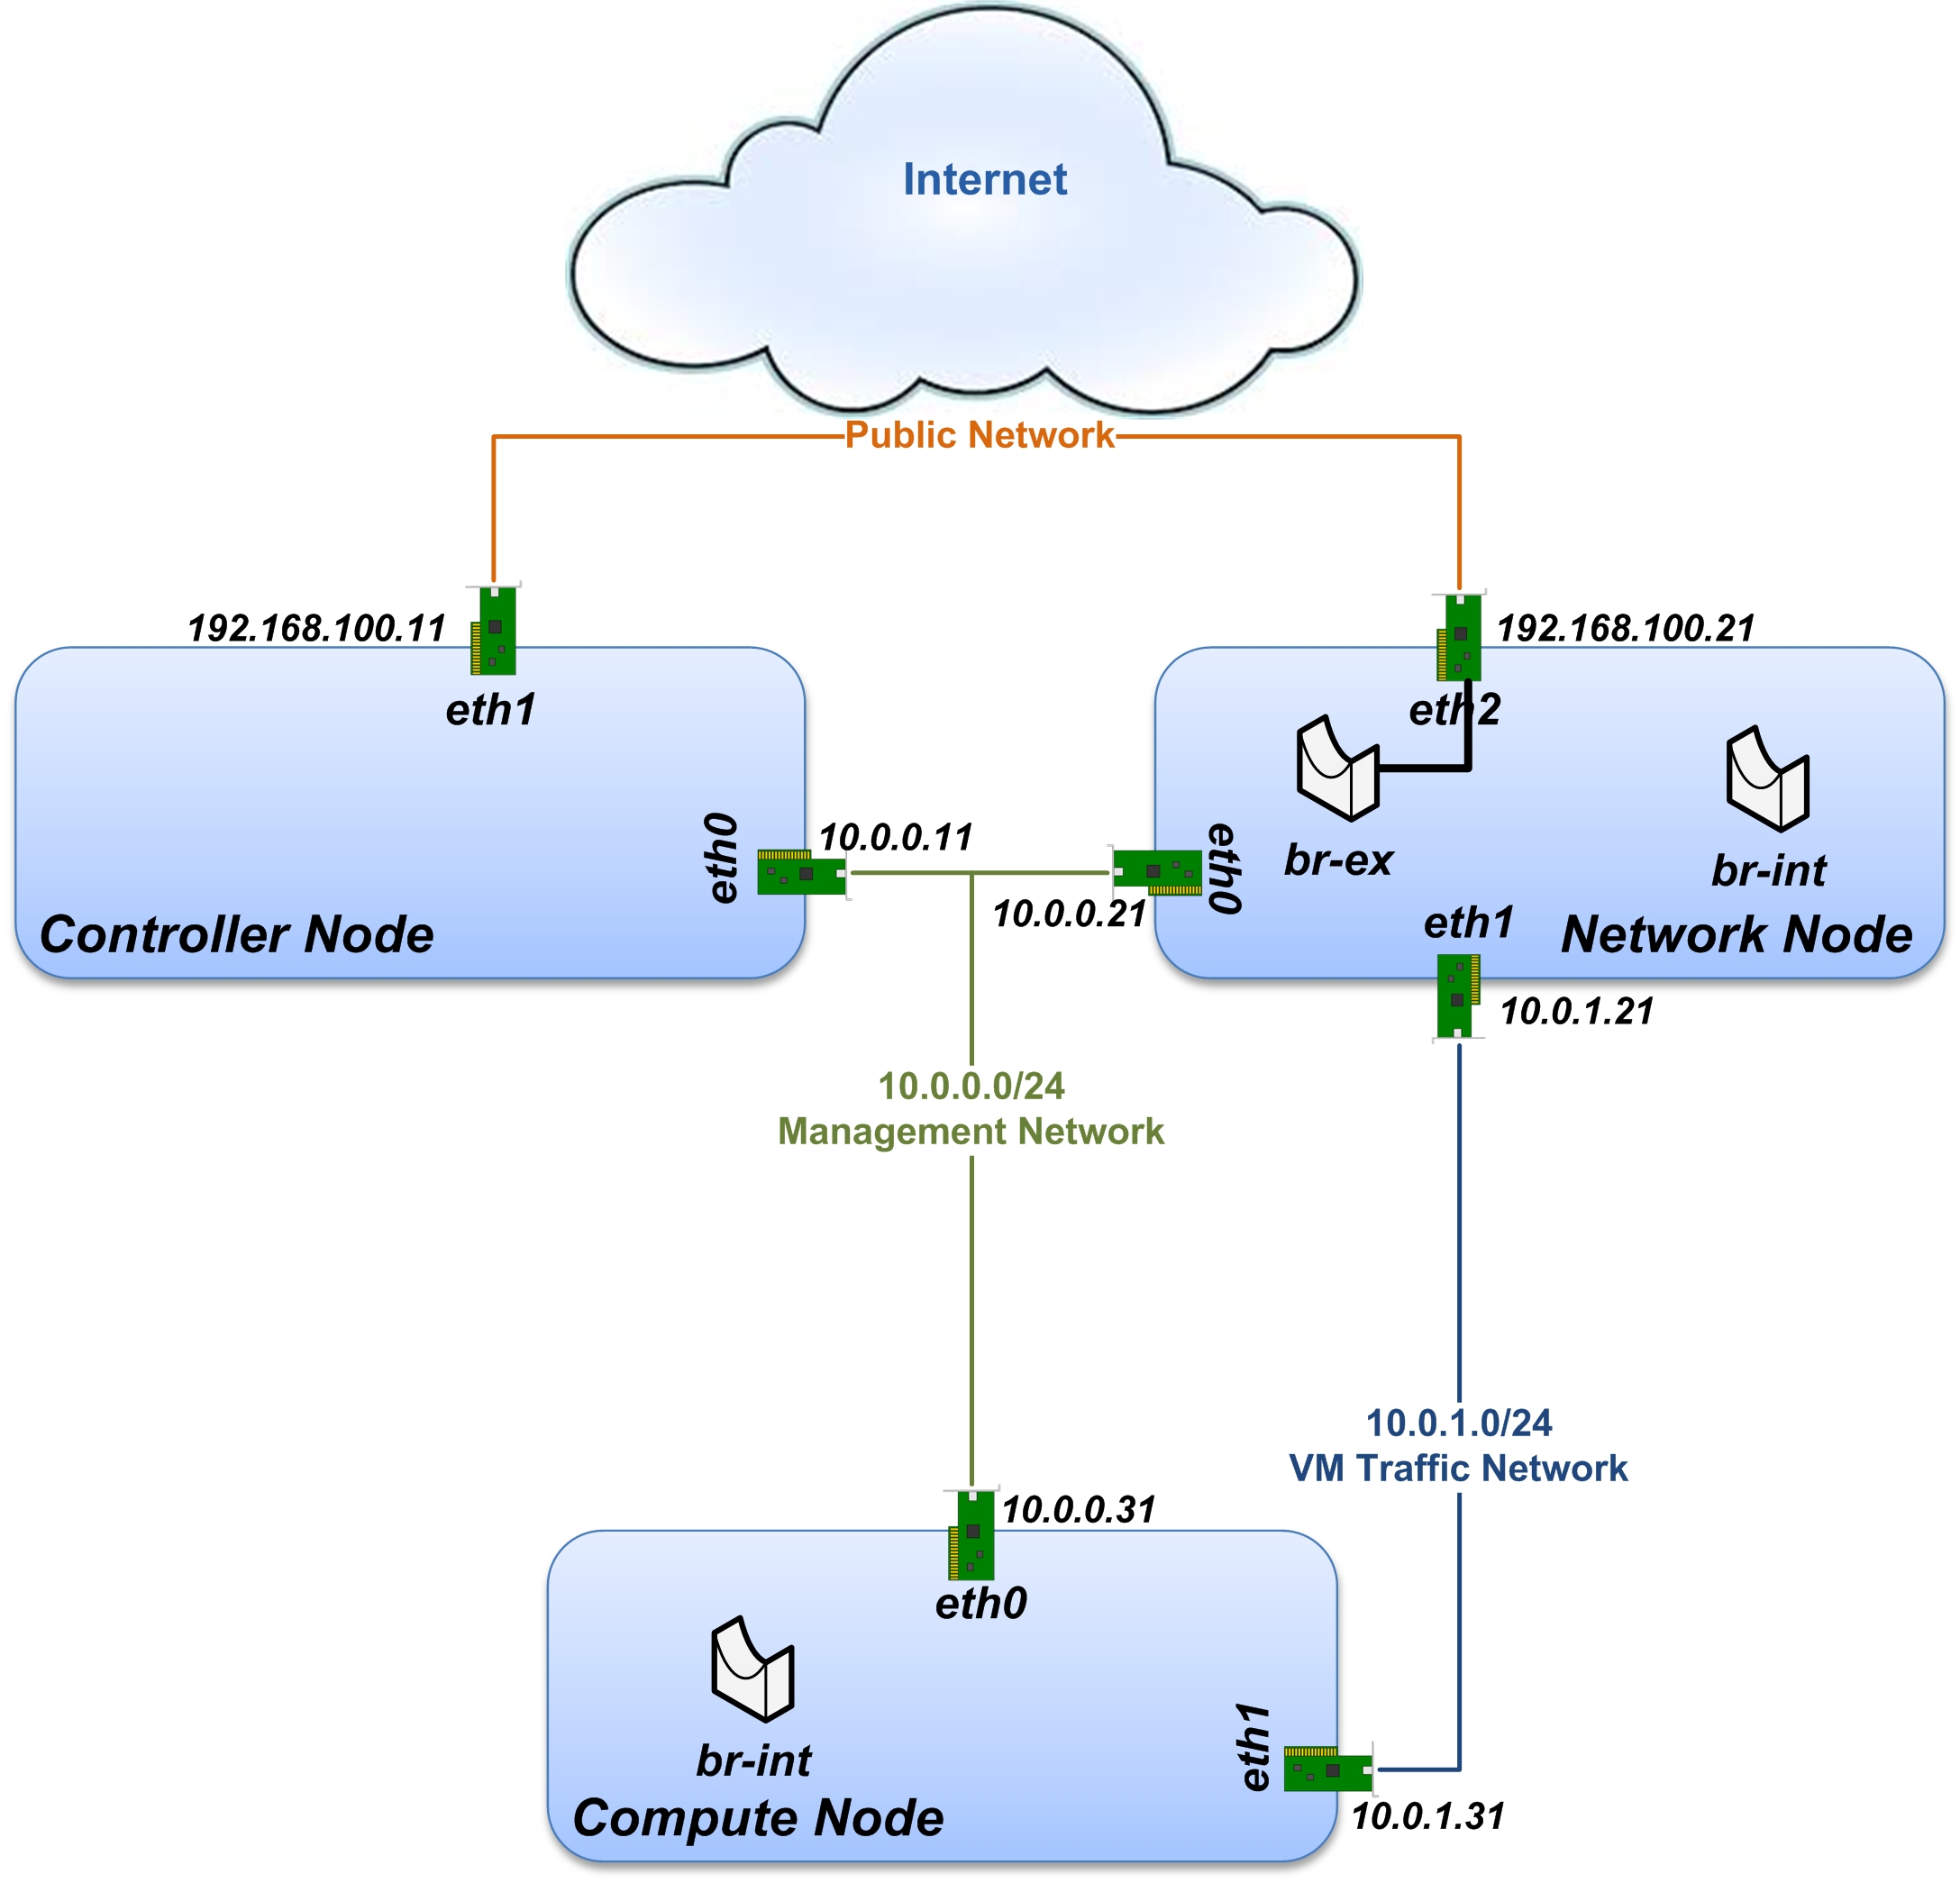 Internet
Public Network
192.168.100.11
192.168.100.21
eth1
eth2
eth0
10.0.0.11
eth0
br-ex
br-int
10.0.0.21
Controller Node
eth1
Network Node
10.0.1.21
10.0.0.0/24
Management Network
10.0.1.0/24
VM Traffic Network
10.0.0.31
eth0
br-int
eth1
Compute Node
10.0.1.31